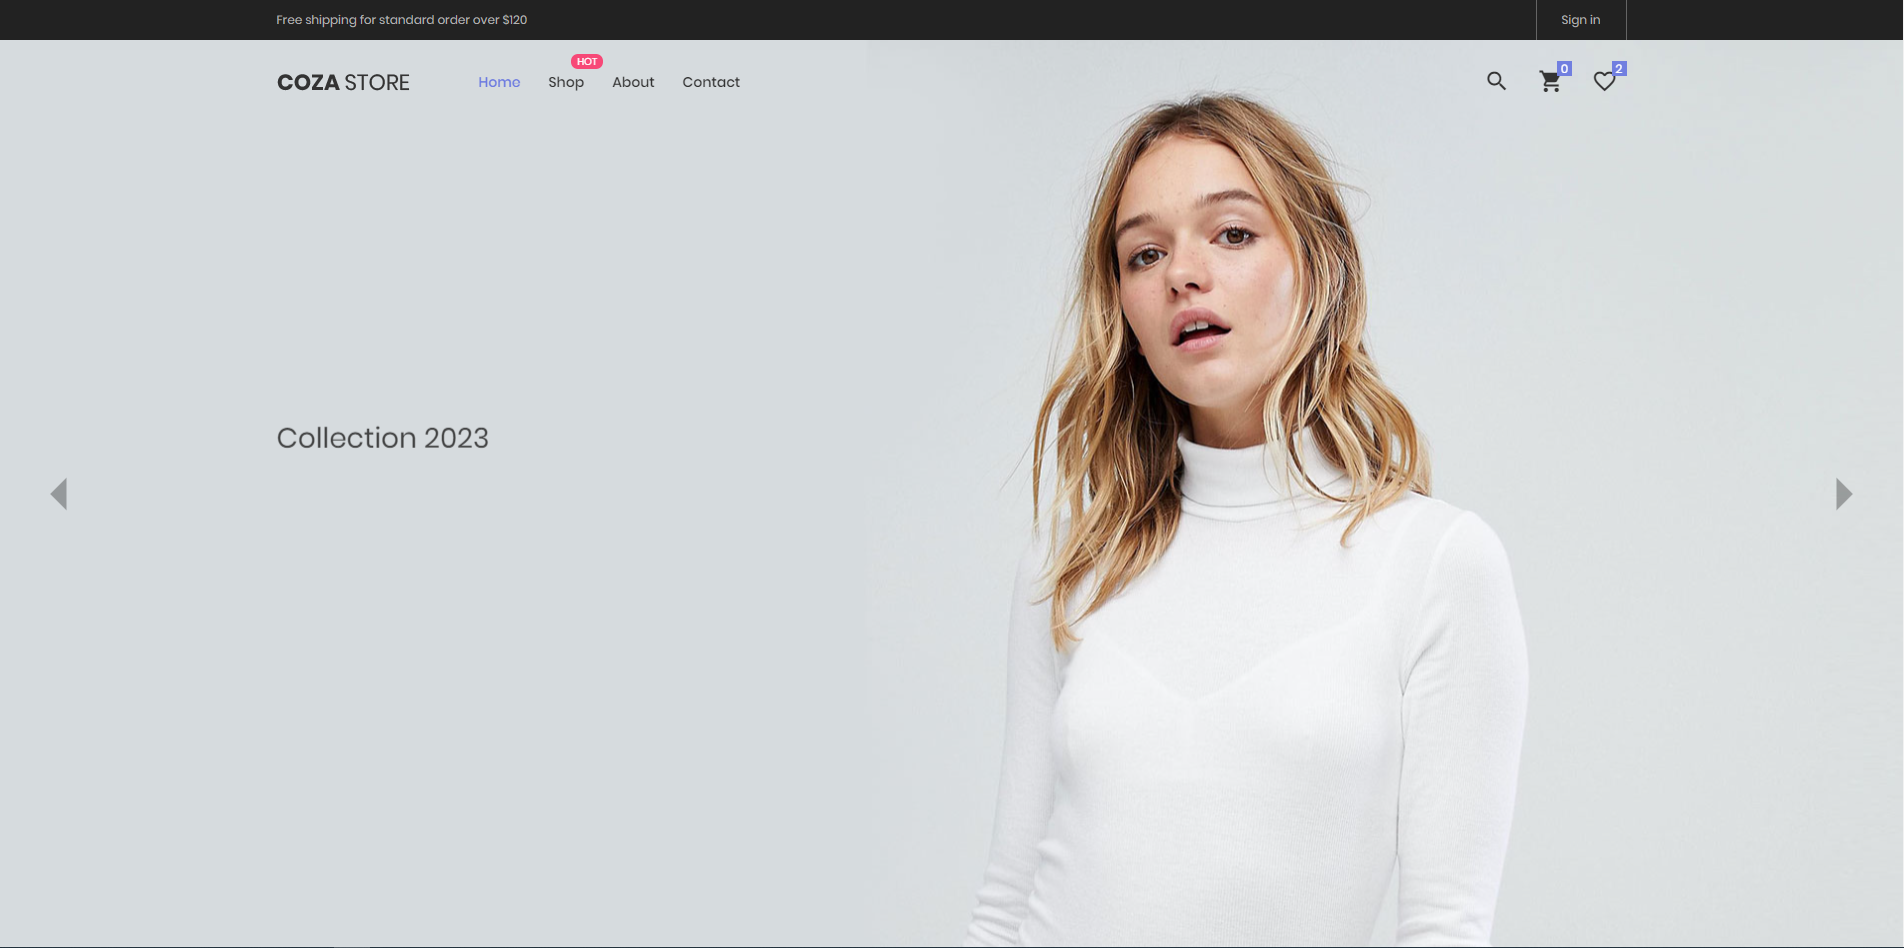 Free shipping for standard order over $120
Sign in
COZA STORE
Home
Shop
HOT
About
Contact
0
2
Collection 2023